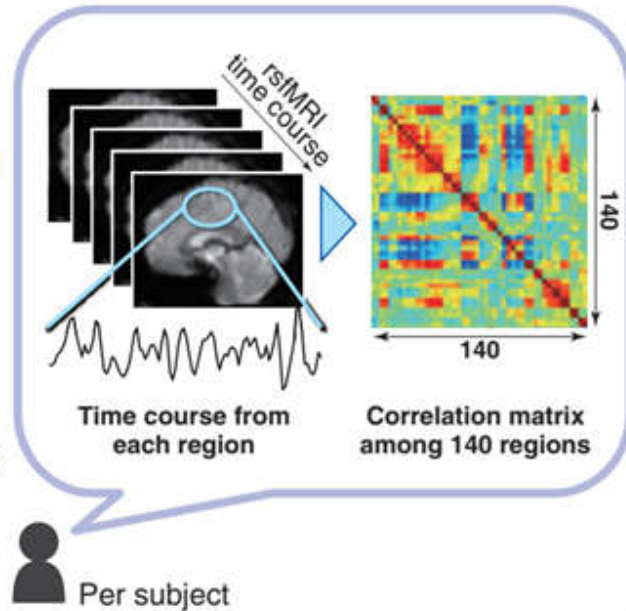 rsfMRI
time course
140
140
Time course from
each region
Correlation matrix
among 140 regions
Per subject